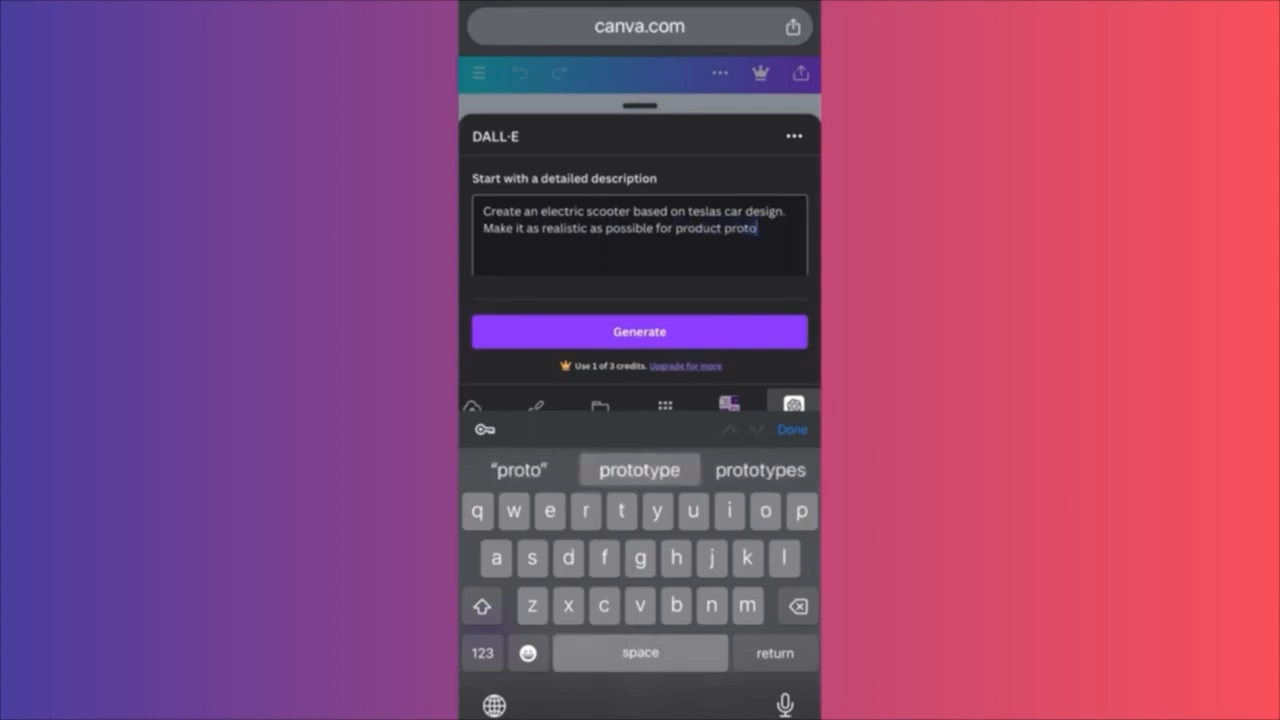 canva.com
DALL·E
Start with a detailed description
Create an electric scooter based on teslas car design.
Make it as realistic as possible for product proto
Generate
Use 1 of 3 credits. Upgrade for more
Done
“proto” prototype prototypes
q w e r t y u i o p
a s d f g h j k l
z x c v b n m
123 space return